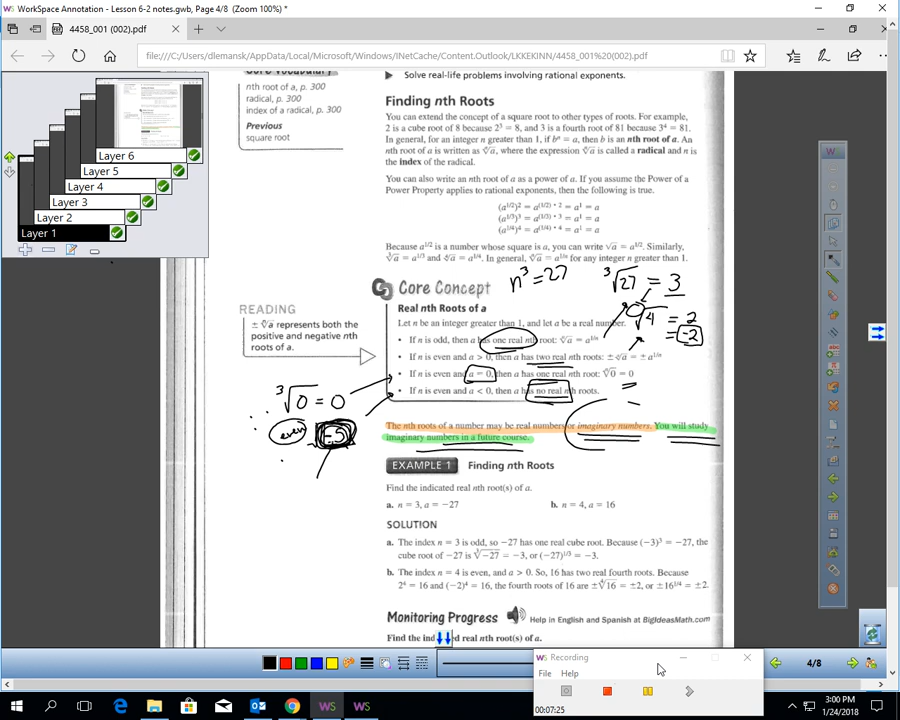 WorkSpace Annotation - Lesson 6-2 notes.gwb, Page 4/8 (Zoom 100%) *
4458_001 (002).pdf
file:///C:/Users/dlemansk/AppData/Local/Microsoft/Windows/INetCache/Content.Outlook/LKKEKINN/4458_001%20(002).pdf
Core Vocabulary
nth root of a, p. 300
radical, p. 300
index of a radical, p. 300
Previous
square root
Layer 6
Layer 5
Layer 4
Layer 3
Layer 2
Layer 1
Solve real-life problems involving rational exponents.
Finding nth Roots
You can extend the concept of a square root to other types of roots. For example,
2 is a cube root of 8 because 2³ = 8, and 3 is a fourth root of 81 because 3⁴ = 81.
In general, for an integer n greater than 1, if bⁿ = a, then b is an nth root of a. An
nth root of a is written as ⁿ√a, where the expression ⁿ√a is called a radical and n is
the index of the radical.
You can also write an nth root of a as a power of a. If you assume the Power of a
Power Property applies to rational exponents, then the following is true.
(a^1/2)² = a^(1/2) • 2 = a¹ = a
(a^1/3)³ = a^(1/3) • 3 = a¹ = a
(a^1/4)⁴ = a^(1/4) • 4 = a¹ = a
Because a^1/2 is a number whose square is a, you can write √a = a^1/2. Similarly,
³√a = a^1/3 and ⁴√a = a^1/4. In general, ⁿ√a = a^1/n for any integer n greater than 1.
n³ = 27
³√27 = 3
√4 = 2
= -2
Core Concept
READING
± ⁿ√a represents both the
positive and negative nth
roots of a.
Real nth Roots of a
Let n be an integer greater than 1, and let a be a real number.
• If n is odd, then a has one real nth root: ⁿ√a = a^1/n
• If n is even and a > 0, then a has two real nth roots: ± ⁿ√a = ± a^1/n
• If n is even and a = 0, then a has one real nth root: ⁿ√0 = 0
• If n is even and a < 0, then a has no real nth roots.
³√0 = 0
even √-5
The nth roots of a number may be real numbers or imaginary numbers. You will study
imaginary numbers in a future course.
EXAMPLE 1 Finding nth Roots
Find the indicated real nth root(s) of a.
a. n = 3, a = −27 b. n = 4, a = 16
SOLUTION
a. The index n = 3 is odd, so −27 has one real cube root. Because (−3)³ = −27, the
cube root of −27 is ³√−27 = −3, or (−27)^1/3 = −3.
b. The index n = 4 is even, and a > 0. So, 16 has two real fourth roots. Because
2⁴ = 16 and (−2)⁴ = 16, the fourth roots of 16 are ± ⁴√16 = ±2, or ±16^1/4 = ±2.
Monitoring Progress Help in English and Spanish at BigIdeasMath.com
Find the ind ed real nth root(s) of a.
4/8
WS Recording
File Help
00:07:25
3:00 PM
1/24/2018